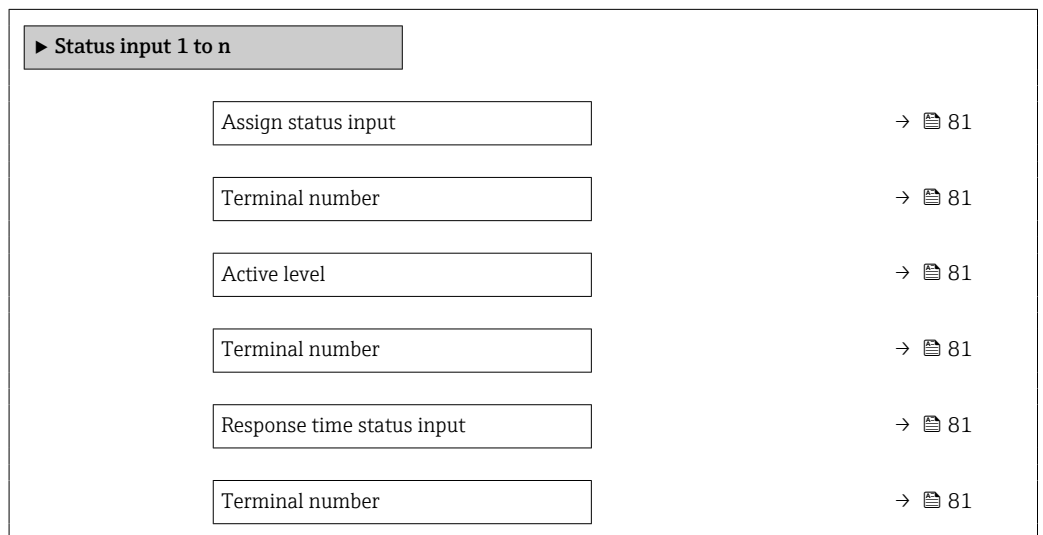 ► Status input 1 to n
Assign status input → 81
Terminal number → 81
Active level → 81
Terminal number → 81
Response time status input → 81
Terminal number → 81